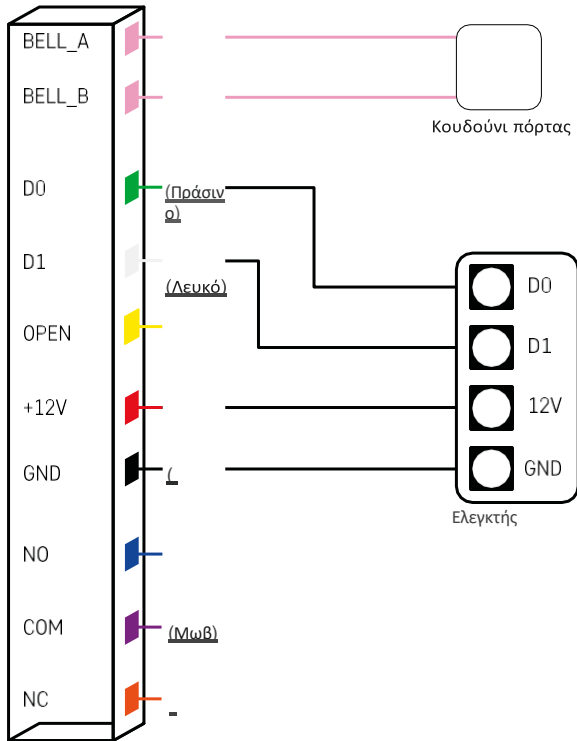 BELL_A
BELL_B
Κουδούνι πόρτας
D0
(Πράσιν
ο)
D1
(Λευκό)
OPEN
+12V
GND
(
NO
COM
(Μωβ)
NC
-
D0
D1
12V
GND
Ελεγκτής